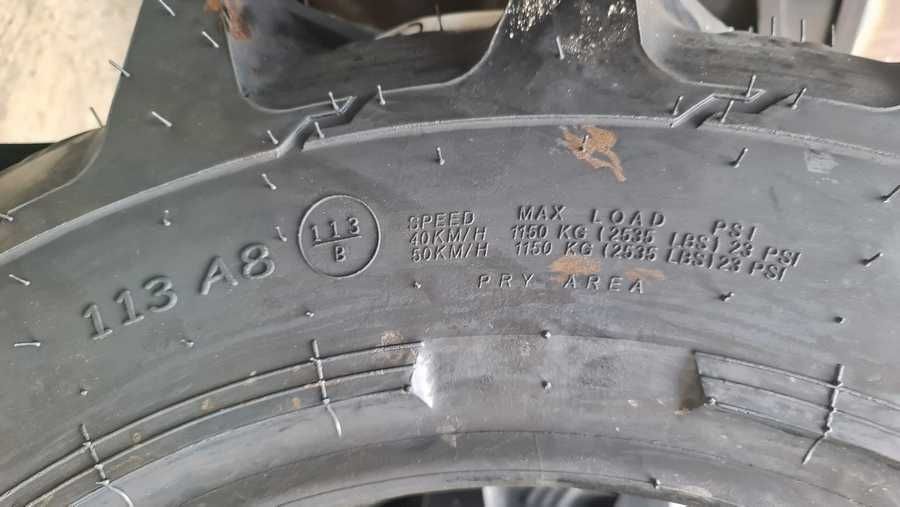 113 A8
113
B
SPEED MAX LOAD PSI
40KM/H 1150 KG (2535 LBS) 23 PSI
50KM/H 1150 KG (2535 LBS) 23 PSI
PRY AREA